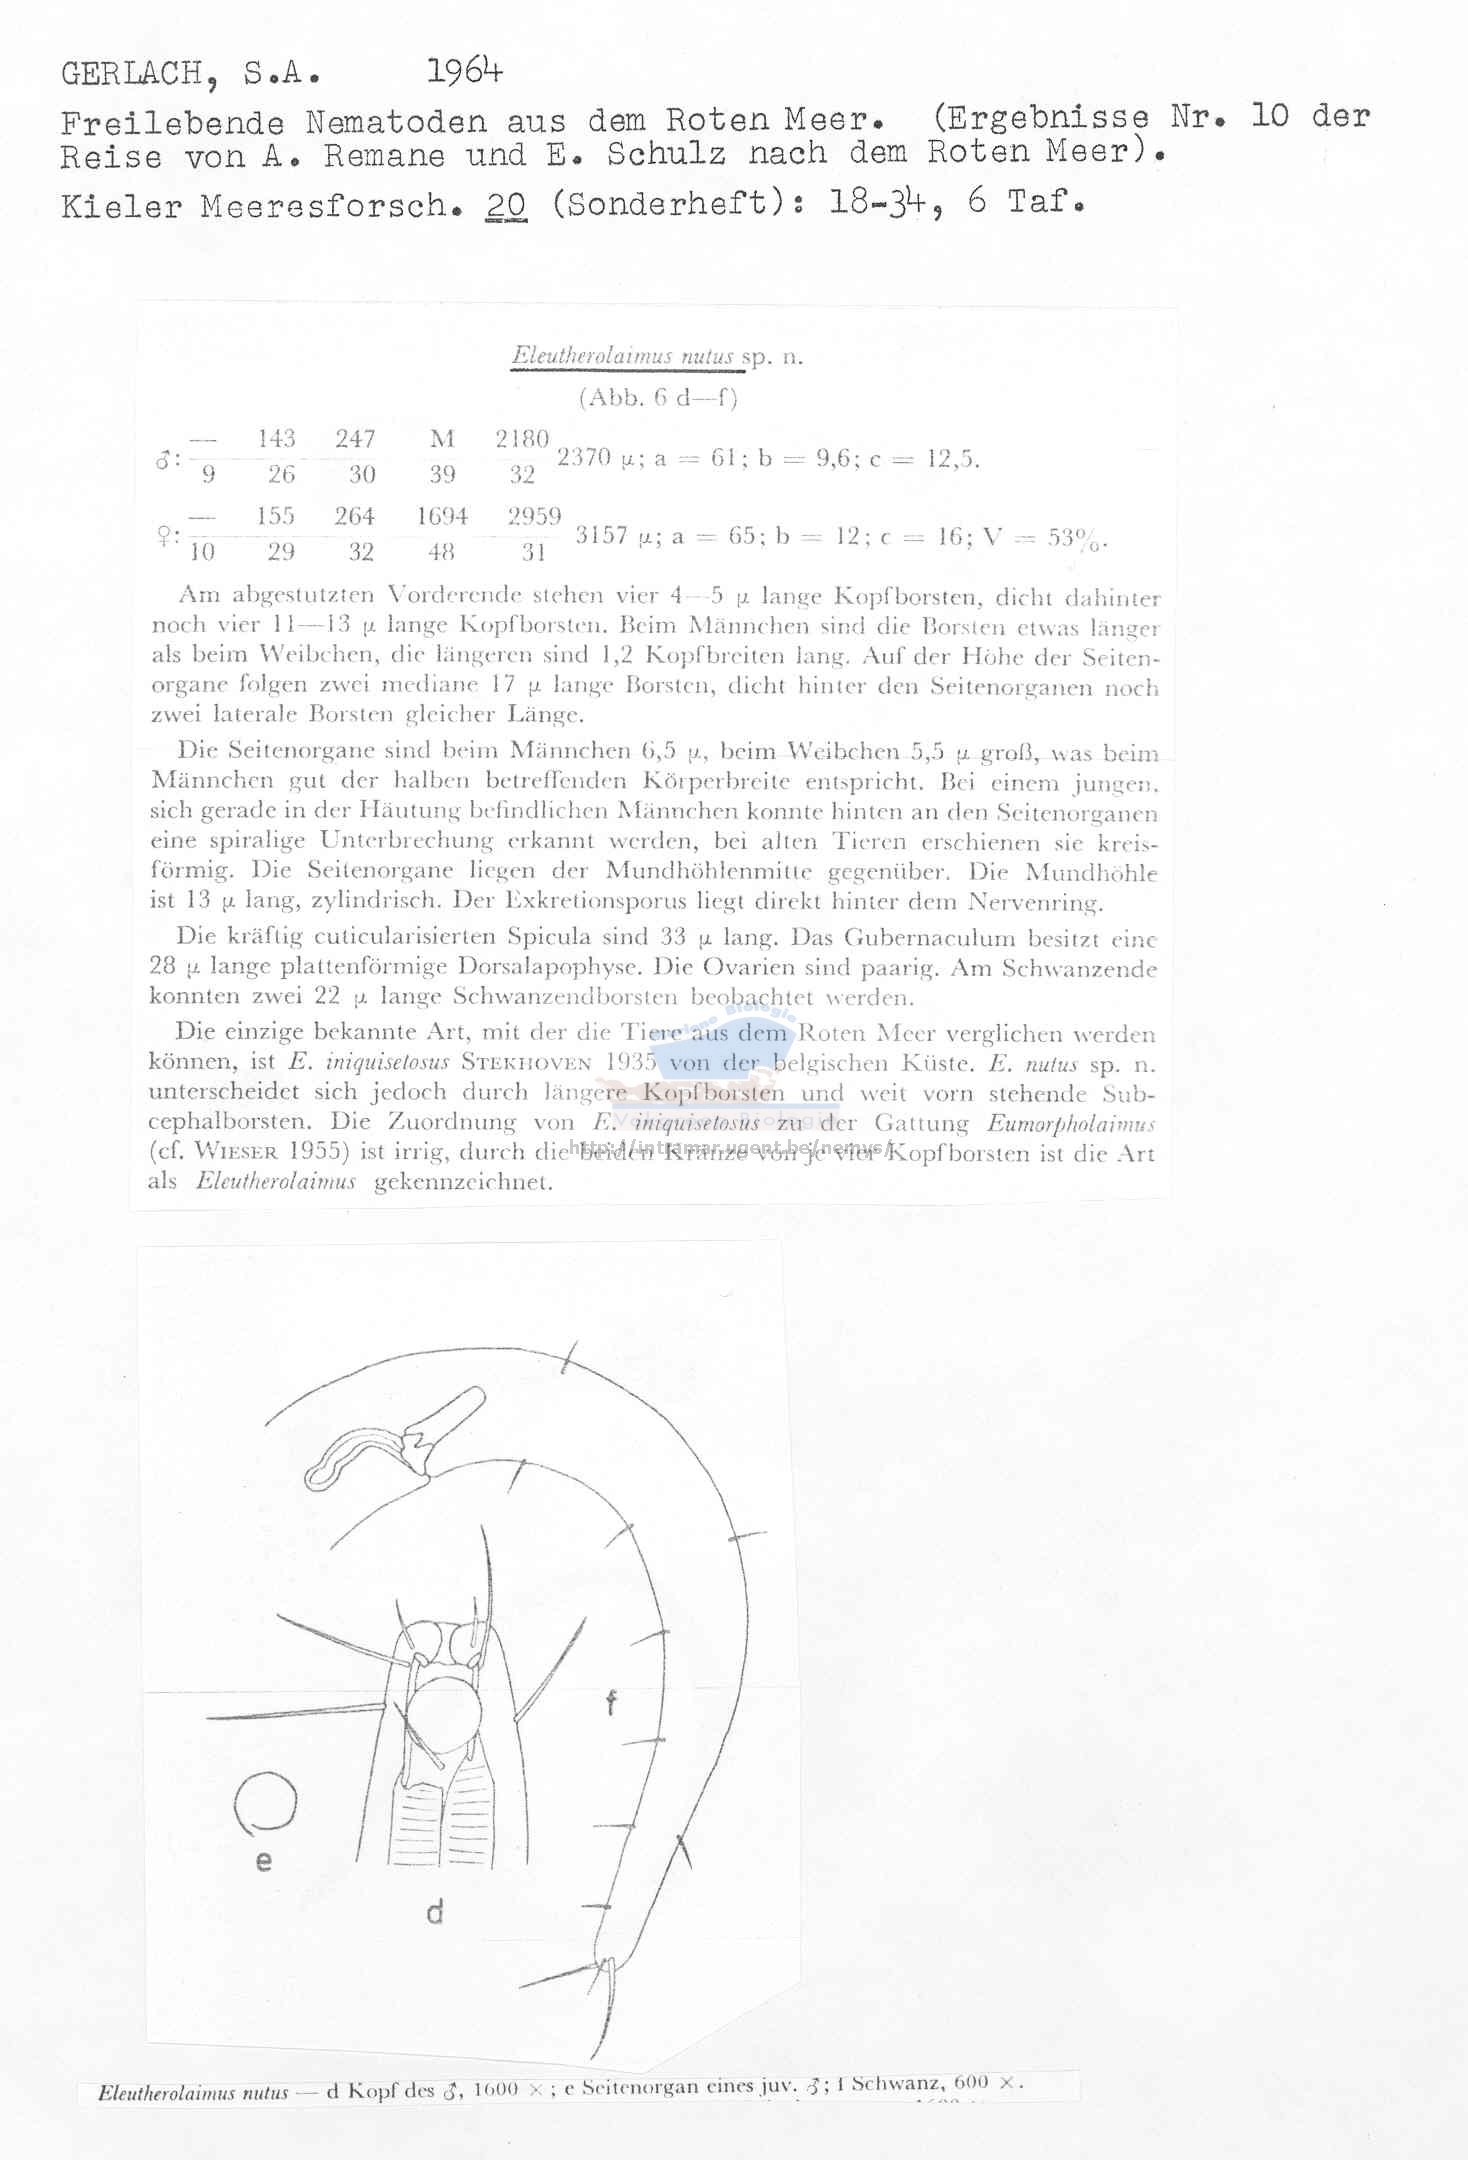 GERLACH, S.A. 1964
Freilebende Nematoden aus dem Roten Meer. (Ergebnisse Nr. 10 der
Reise von A. Remane und E. Schulz nach dem Roten Meer).
Kieler Meeresforsch. 20 (Sonderheft): 18-34, 6 Taf.
Eleutherolaimus nutus sp. n.
(Abb. 6 d—f)
— 143 247 M 2180
♂: 2370 μ; a = 61; b = 9,6; c = 12,5.
9 26 30 39 32
— 155 264 1694 2959
♀: 3157 μ; a = 65; b = 12; c = 16; V = 53%.
10 29 32 48 31
Am abgestutzten Vorderende stehen vier 4—5 μ lange Kopfborsten, dicht dahinter
noch vier 11—13 μ lange Kopfborsten. Beim Männchen sind die Borsten etwas länger
als beim Weibchen, die längeren sind 1,2 Kopfbreiten lang. Auf der Höhe der Seiten-
organe folgen zwei mediane 17 μ lange Borsten, dicht hinter den Seitenorganen noch
zwei laterale Borsten gleicher Länge.
Die Seitenorgane sind beim Männchen 6,5 μ, beim Weibchen 5,5 μ groß, was beim
Männchen gut der halben betreffenden Körperbreite entspricht. Bei einem jungen,
sich gerade in der Häutung befindlichen Männchen konnte hinten an den Seitenorganen
eine spiralige Unterbrechung erkannt werden, bei alten Tieren erschienen sie kreis-
förmig. Die Seitenorgane liegen der Mundhöhlenmitte gegenüber. Die Mundhöhle
ist 13 μ lang, zylindrisch. Der Exkretionsporus liegt direkt hinter dem Nervenring.
Die kräftig cuticularisierten Spicula sind 33 μ lang. Das Gubernaculum besitzt eine
28 μ lange plattenförmige Dorsalapophyse. Die Ovarien sind paarig. Am Schwanzende
konnten zwei 22 μ lange Schwanzendborsten beobachtet werden.
Die einzige bekannte Art, mit der die Tiere aus dem Roten Meer verglichen werden
können, ist E. iniquisetosus STEKHOVEN 1935 von der belgischen Küste. E. nutus sp. n.
unterscheidet sich jedoch durch längere Kopfborsten und weit vorn stehende Sub-
cephalborsten. Die Zuordnung von E. iniquisetosus zu der Gattung Eumorpholaimus
(cf. WIESER 1955) ist irrig, durch die beiden Kränze von je vier Kopfborsten ist die Art
als Eleutherolaimus gekennzeichnet.
http://intramar.ugent.be/nemys/
f
e
d
Eleutherolaimus nutus — d Kopf des ♂, 1600 ×; e Seitenorgan eines juv. ♂; f Schwanz, 600 ×.